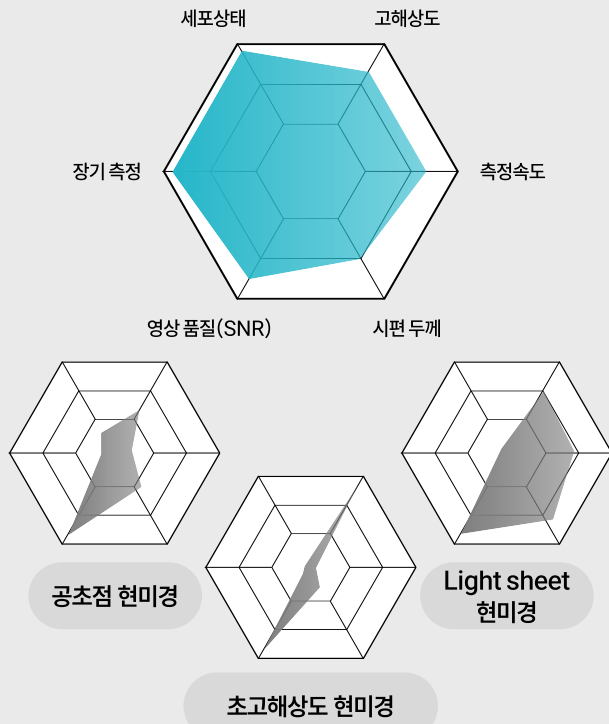 세포상태
고해상도
장기 측정
측정속도
영상 품질(SNR)
시편 두께
공초점 현미경
초고해상도 현미경
Light sheet
현미경